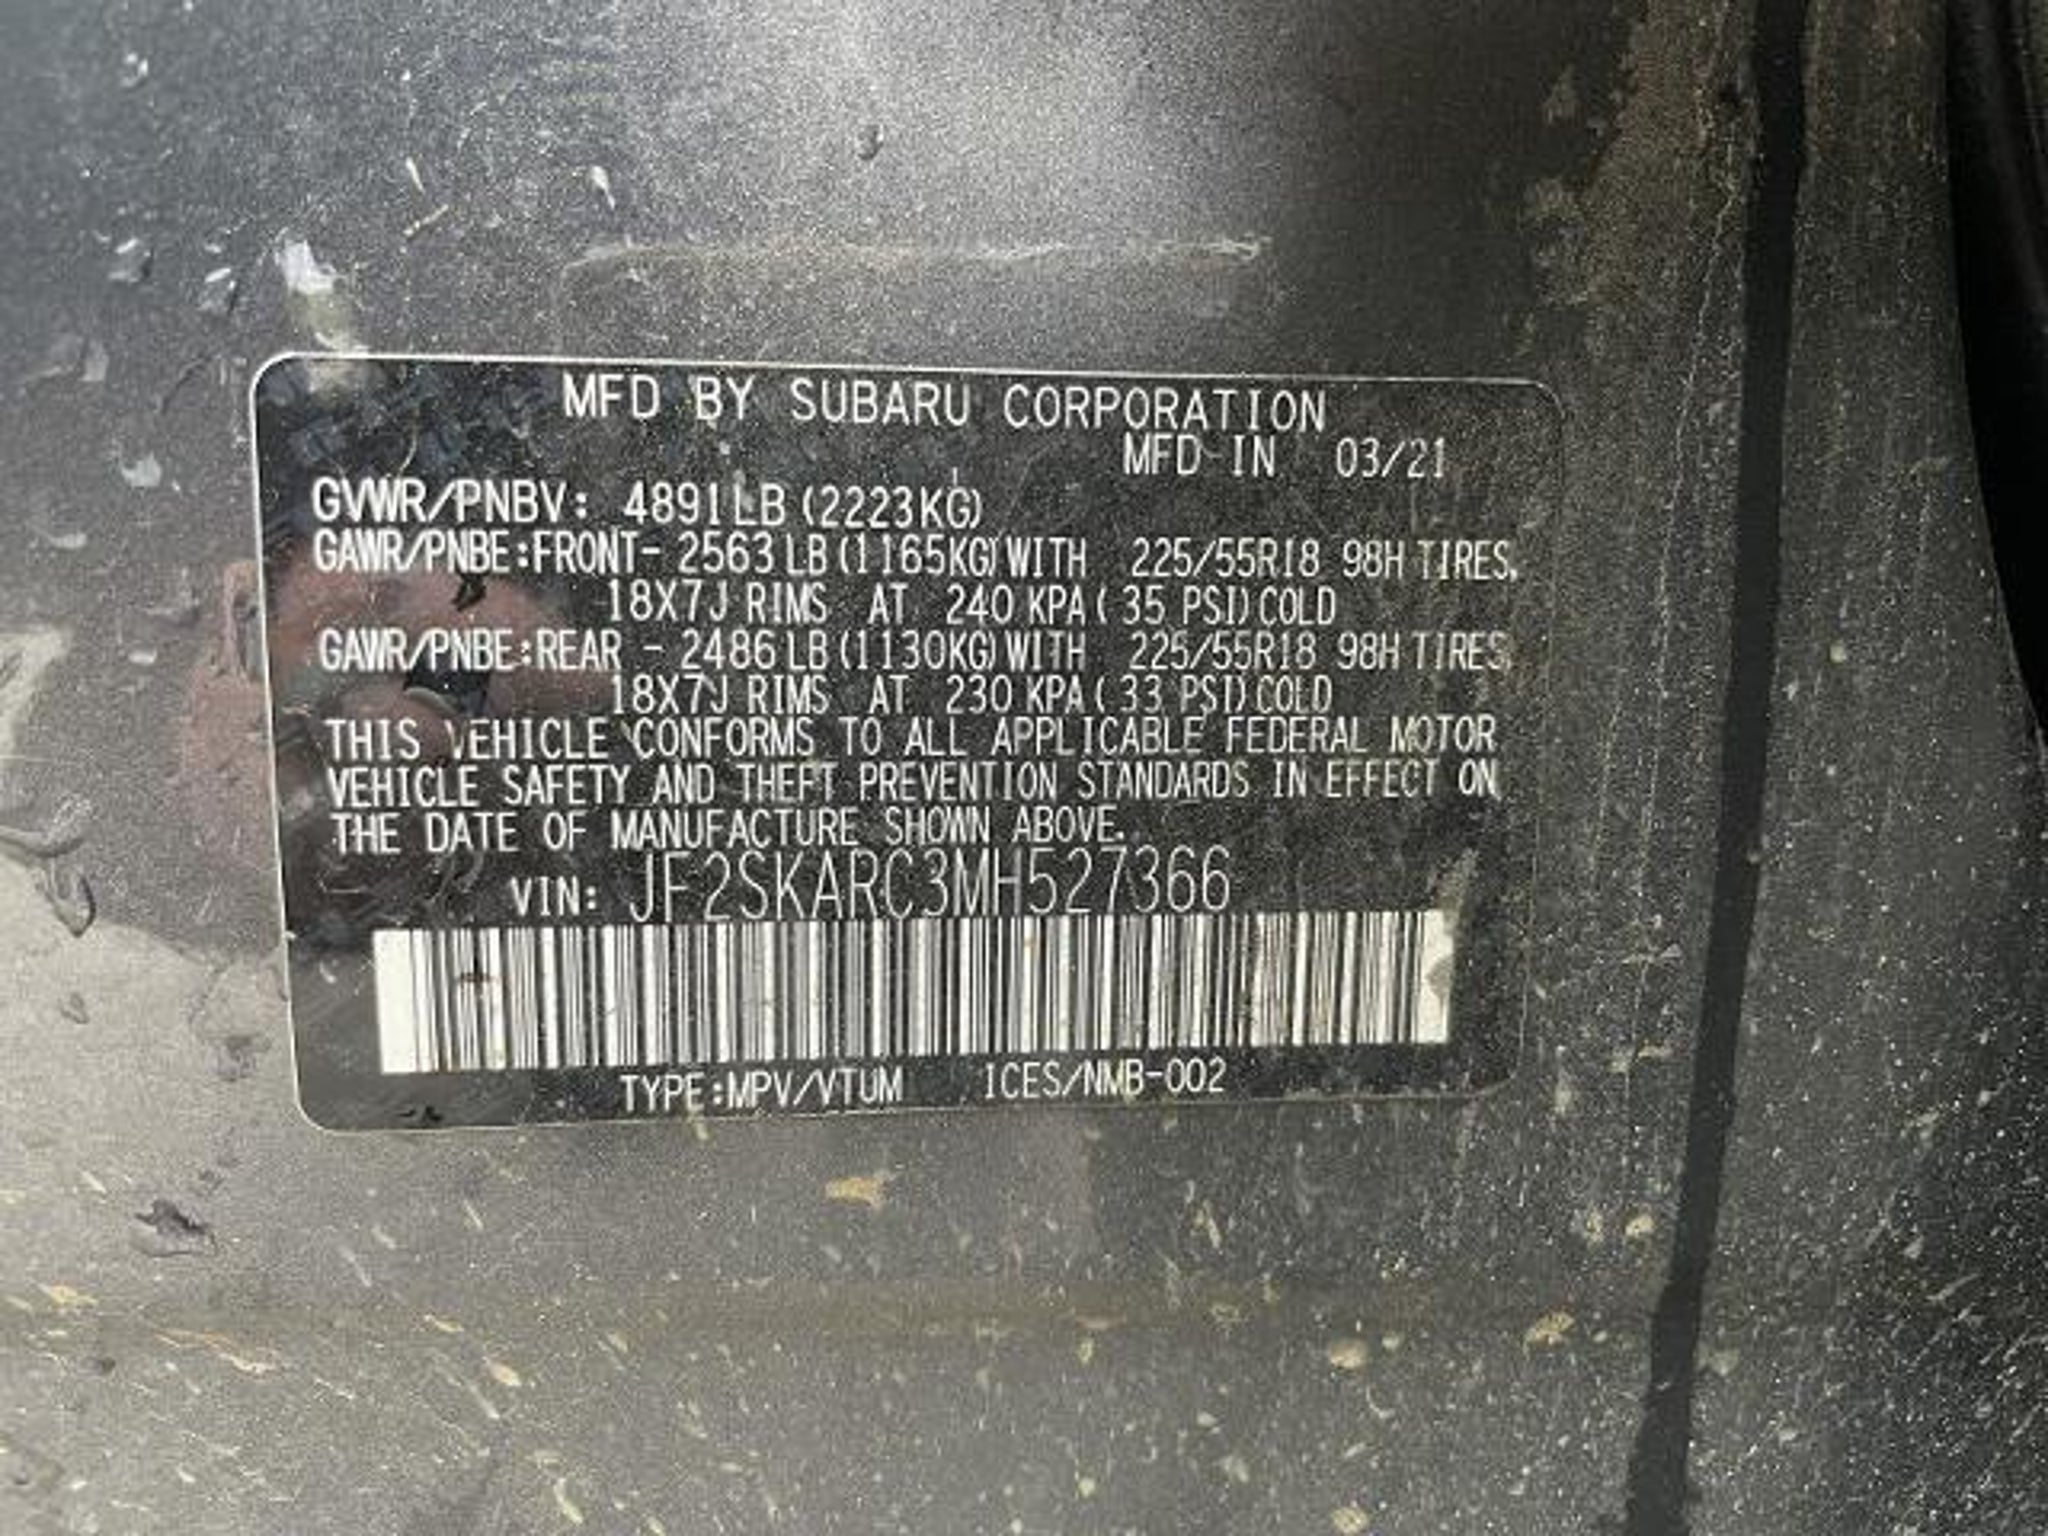 MFD BY SUBARU CORPORATION
MFD IN 03/21
GVWR/PNBV: 4891LB (2223KG)
GAWR/PNBE:FRONT- 2563 LB (1165KG) WITH 225/55R18 98H TIRES,
18X7J RIMS AT 240 KPA ( 35 PSI) COLD
GAWR/PNBE:REAR - 2486 LB (1130KG) WITH 225/55R18 98H TIRES,
18X7J RIMS AT 230 KPA ( 33 PSI) COLD
THIS VEHICLE CONFORMS TO ALL APPLICABLE FEDERAL MOTOR
VEHICLE SAFETY AND THEFT PREVENTION STANDARDS IN EFFECT ON
THE DATE OF MANUFACTURE SHOWN ABOVE.
VIN: JF2SKARC3MH527366
TYPE:MPV/VTUM ICES/NMB-002